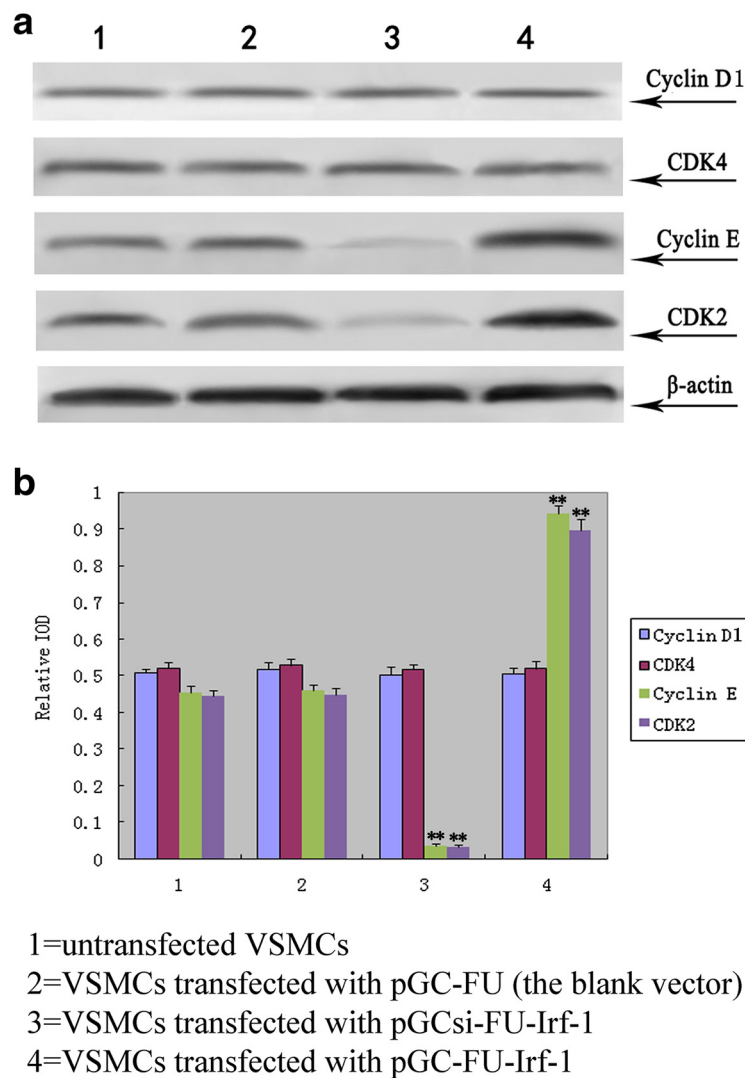 a
1 2 3 4
Cyclin D1
CDK4
Cyclin E
CDK2
β-actin
b
1
0.9
0.8
0.7
0.6
0.5
0.4
0.3
0.2
0.1
0
Relative IOD
** **
** **
1 2 3 4
Cyclin D1
CDK4
Cyclin E
CDK2
1=untransfected VSMCs
2=VSMCs transfected with pGC-FU (the blank vector)
3=VSMCs transfected with pGCsi-FU-Irf-1
4=VSMCs transfected with pGC-FU-Irf-1